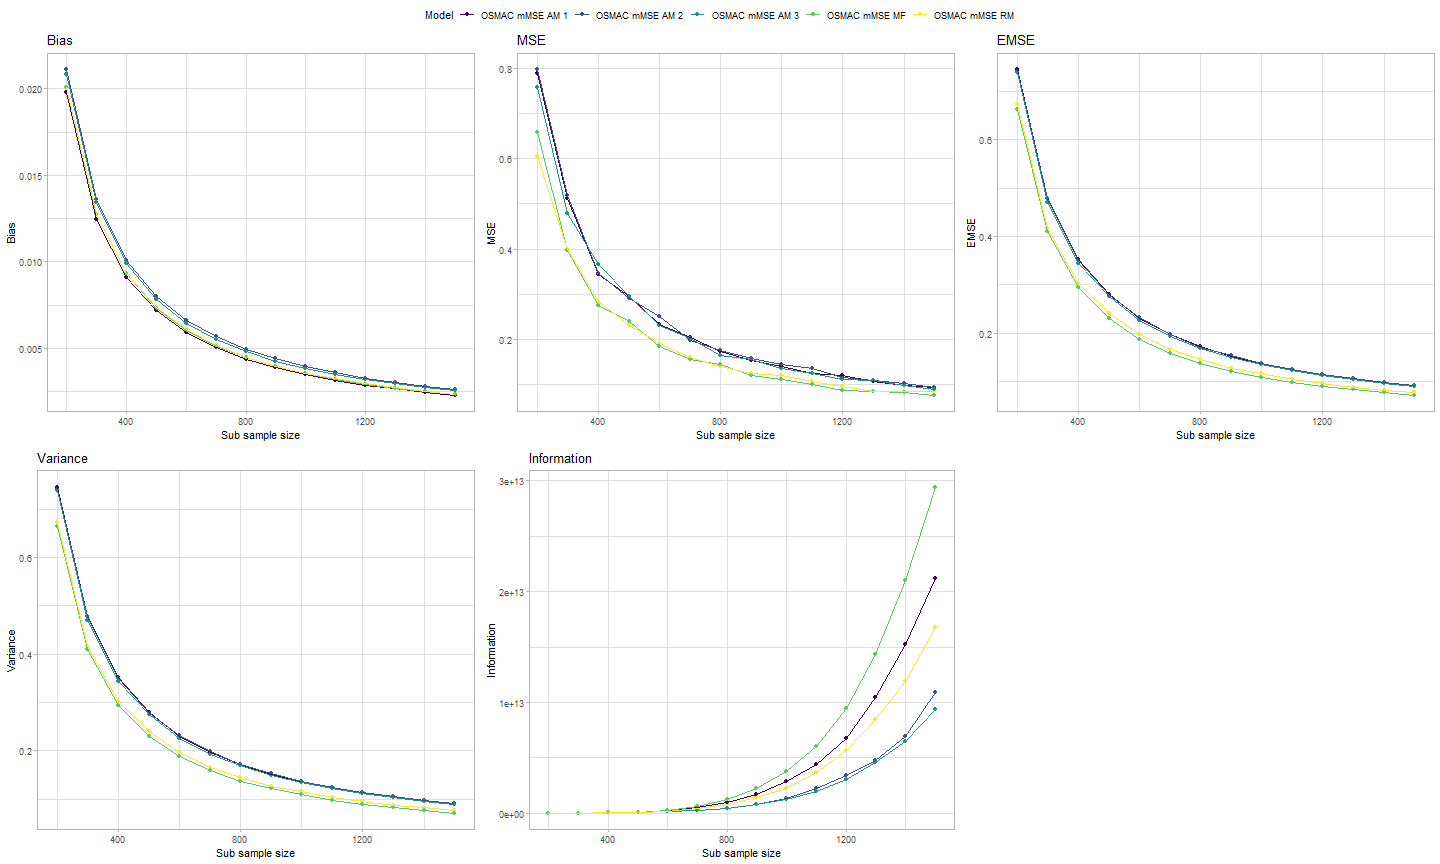 Model OSMAC mMSE AM 1 OSMAC mMSE AM 2 OSMAC mMSE AM 3 OSMAC mMSE MF OSMAC mMSE RM
Bias
0.020
0.015
0.010
0.005
Bias
400 800 1200
Sub sample size
MSE
0.8
0.6
0.4
0.2
MSE
400 800 1200
Sub sample size
EMSE
0.6
0.4
0.2
EMSE
400 800 1200
Sub sample size
Variance
0.6
0.4
0.2
Variance
400 800 1200
Sub sample size
Information
3e+13
2e+13
1e+13
0e+00
Information
400 800 1200
Sub sample size